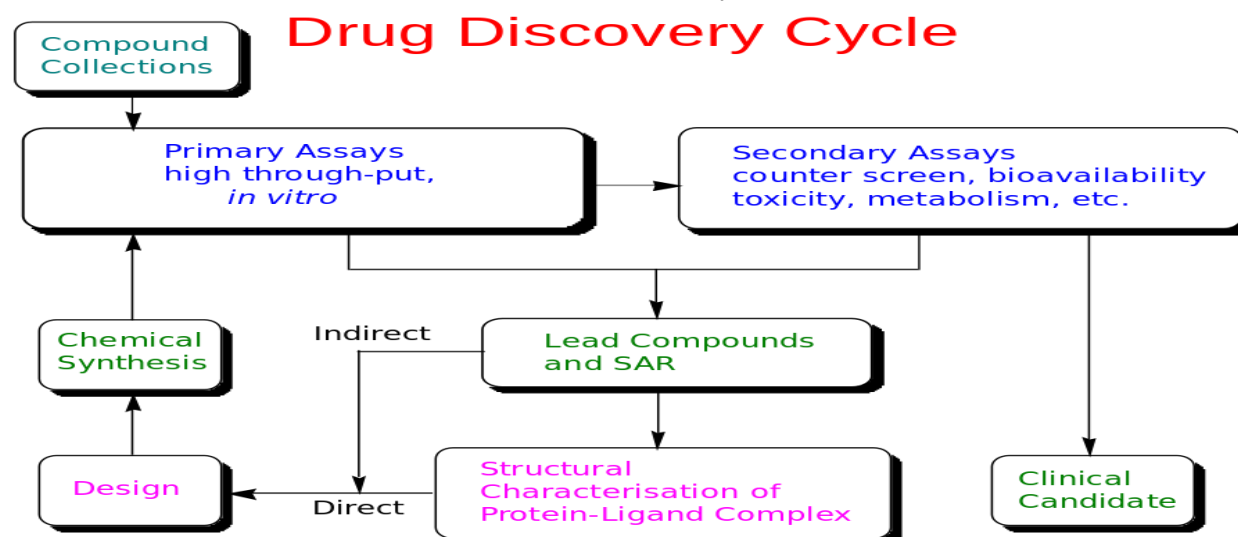 Drug Discovery Cycle
Compound
Collections
Primary Assays
high through-put,
in vitro
Secondary Assays
counter screen, bioavailability
toxicity, metabolism, etc.
Chemical
Synthesis
Indirect
Lead Compounds
and SAR
Design
Direct
Structural
Characterisation of
Protein-Ligand Complex
Clinical
Candidate